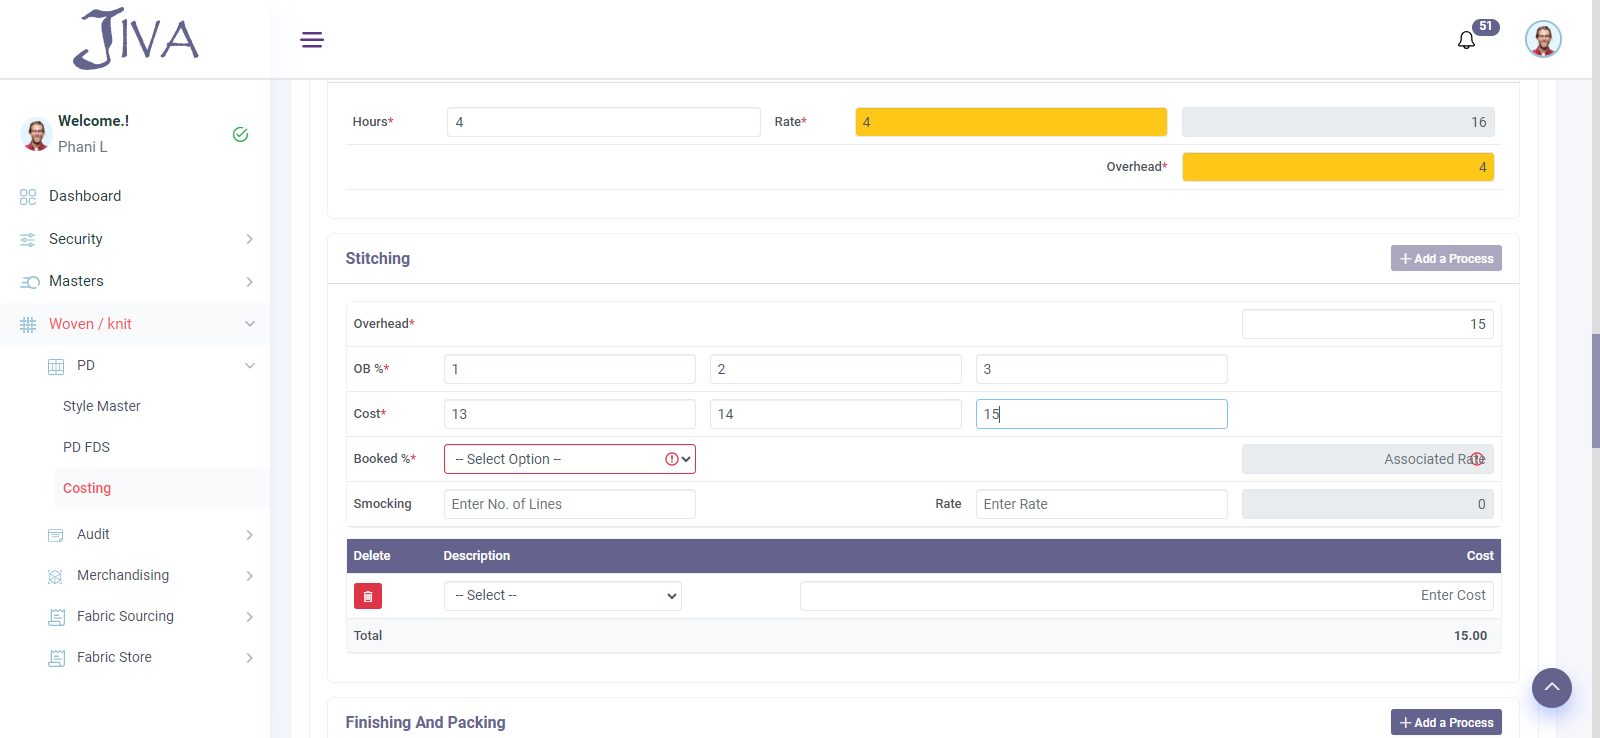 JIVA
51
Welcome.!
Phani L
Dashboard
Security
Masters
Woven / knit
PD
Style Master
PD FDS
Costing
Audit
Merchandising
Fabric Sourcing
Fabric Store
Hours* 4 Rate* 4 16
Overhead* 4
Stitching + Add a Process
Overhead* 15
OB %* 1 2 3
Cost* 13 14 15
Booked %* -- Select Option -- Associated Rate
Smocking Enter No. of Lines Rate Enter Rate 0
Delete Description Cost
-- Select -- Enter Cost
Total 15.00
Finishing And Packing + Add a Process